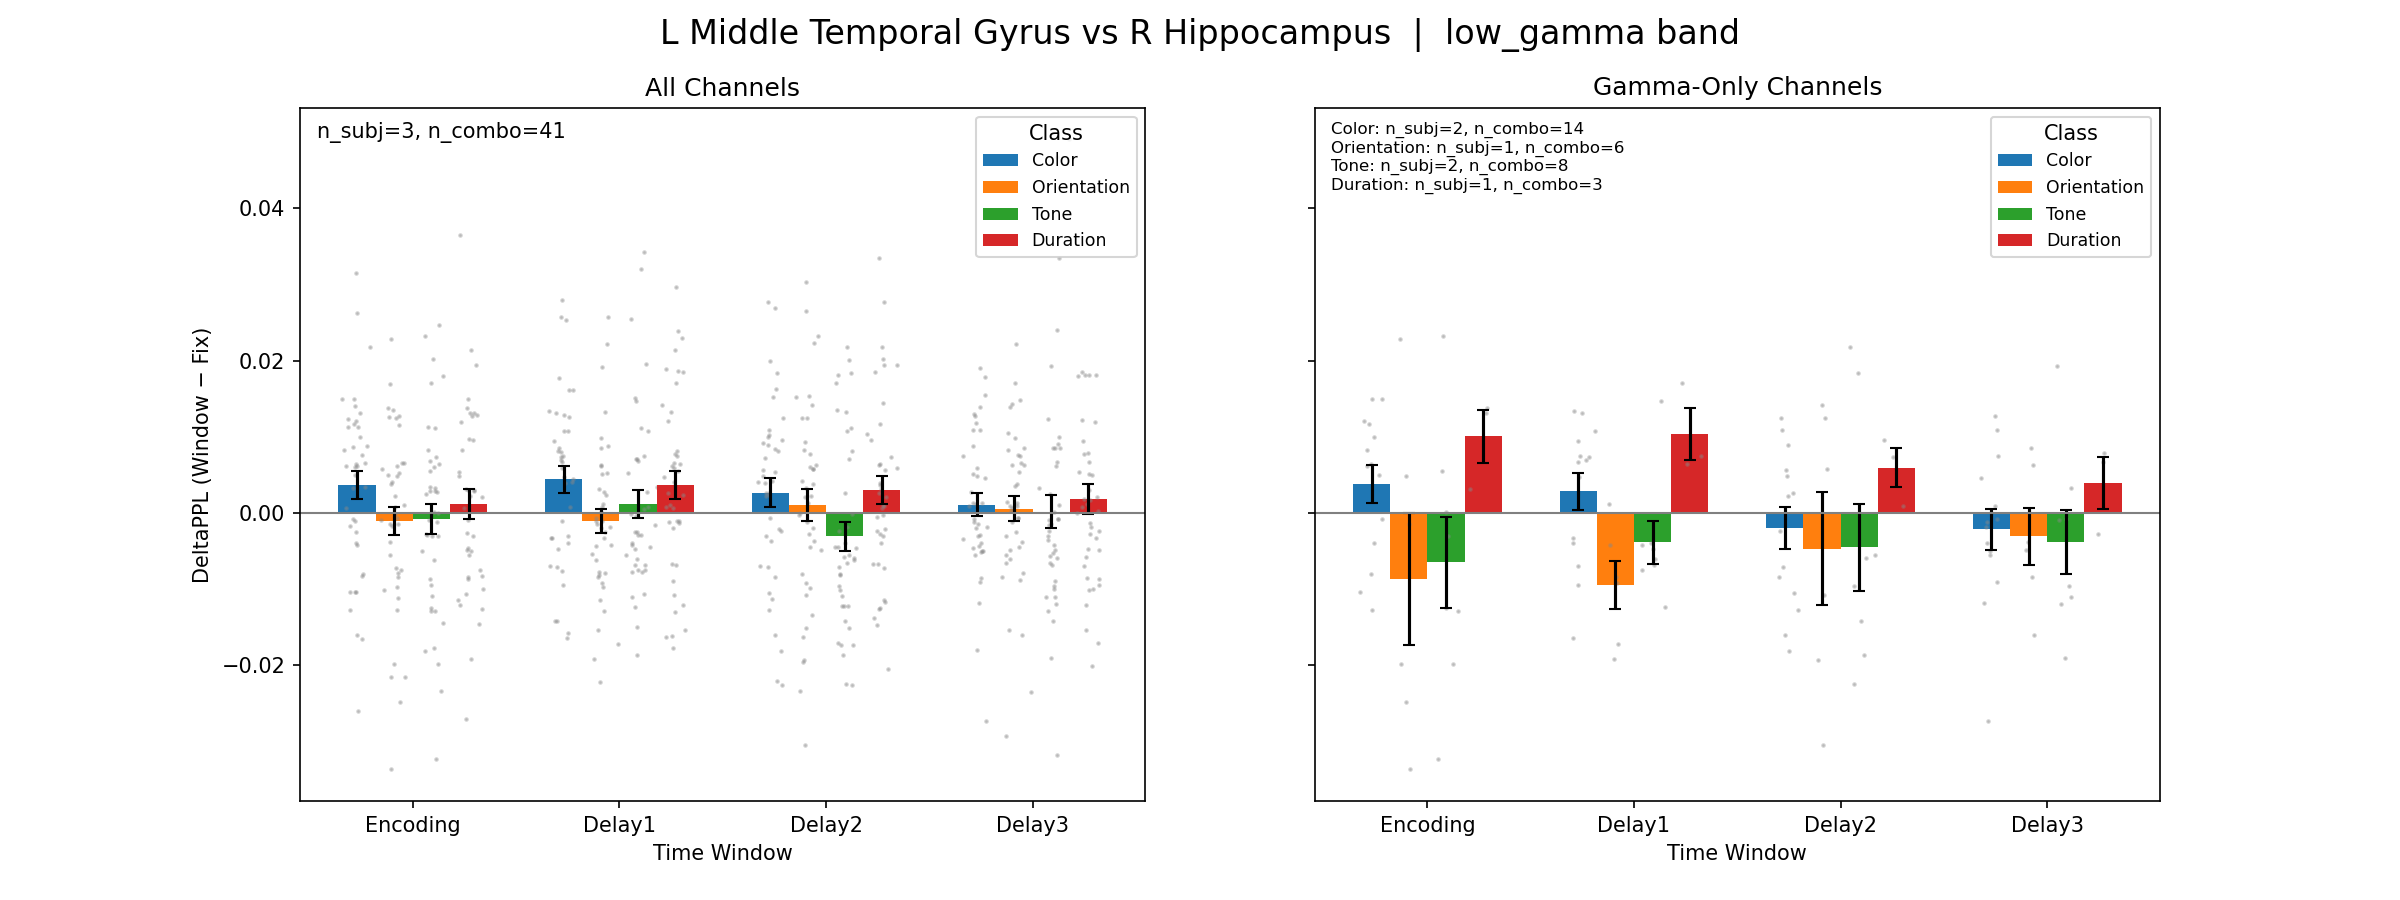 L Middle Temporal Gyrus vs R Hippocampus | low_gamma band
All Channels
n_subj=3, n_combo=41
Class
Color
Orientation
Tone
Duration
DeltaPPL (Window − Fix)
0.04
0.02
0.00
−0.02
Encoding
Delay1
Delay2
Delay3
Time Window
Gamma-Only Channels
Color: n_subj=2, n_combo=14
Orientation: n_subj=1, n_combo=6
Tone: n_subj=2, n_combo=8
Duration: n_subj=1, n_combo=3
Class
Color
Orientation
Tone
Duration
Encoding
Delay1
Delay2
Delay3
Time Window